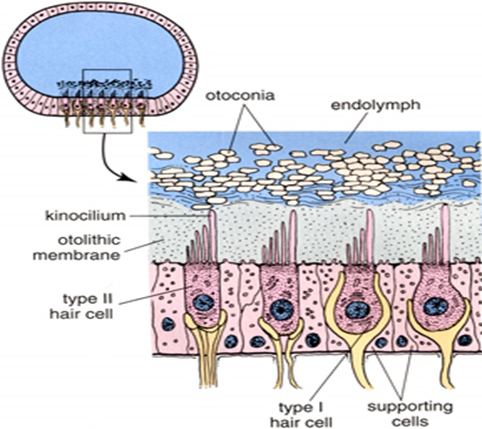 otoconia
endolymph
kinocilium
otolithic
membrane
type II
hair cell
type I
hair cell
supporting
cells